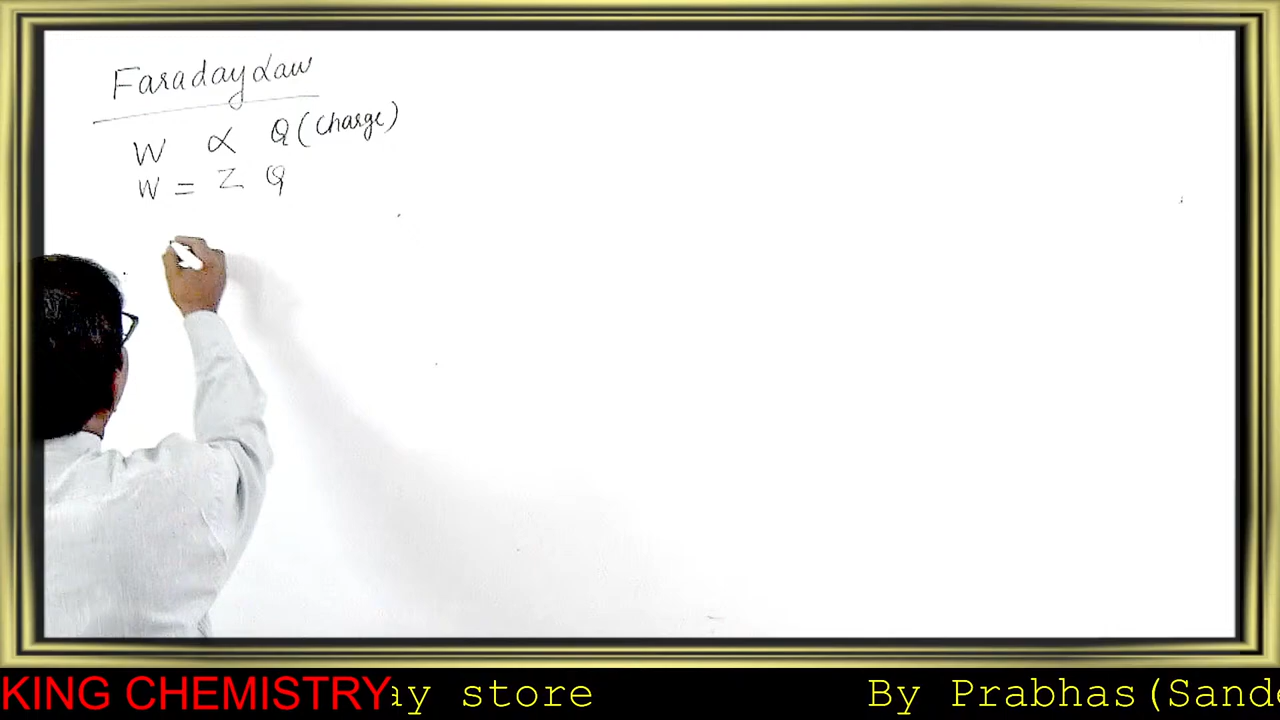 Faraday Law
W ∝ Q (Charge)
W = Z Q
KING CHEMISTRY ay store By Prabhas(Sand